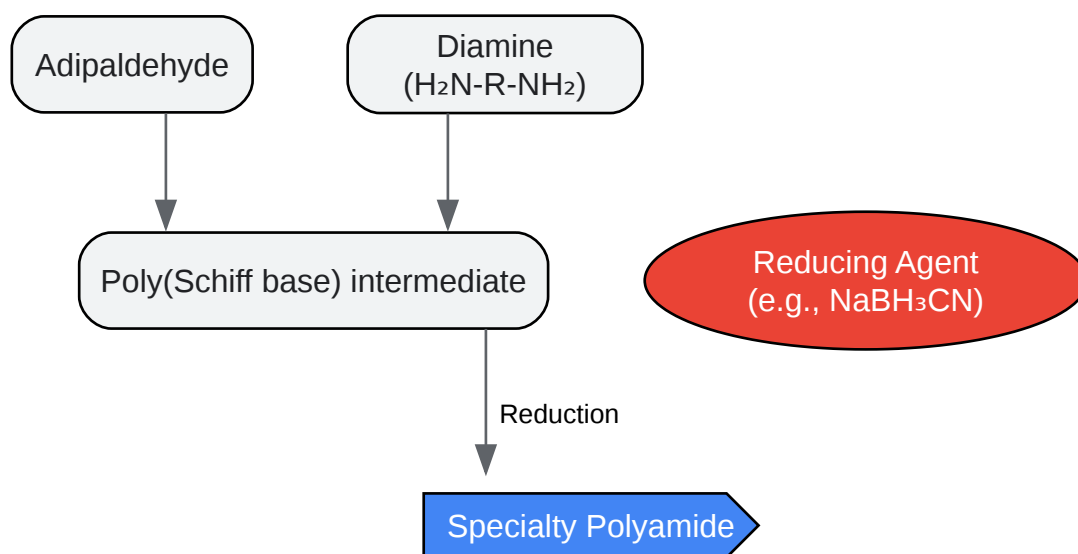 Adipaldehyde
Diamine
(H₂N-R-NH₂)
Poly(Schiff base) intermediate
Reducing Agent
(e.g., NaBH₃CN)
Reduction
Specialty Polyamide